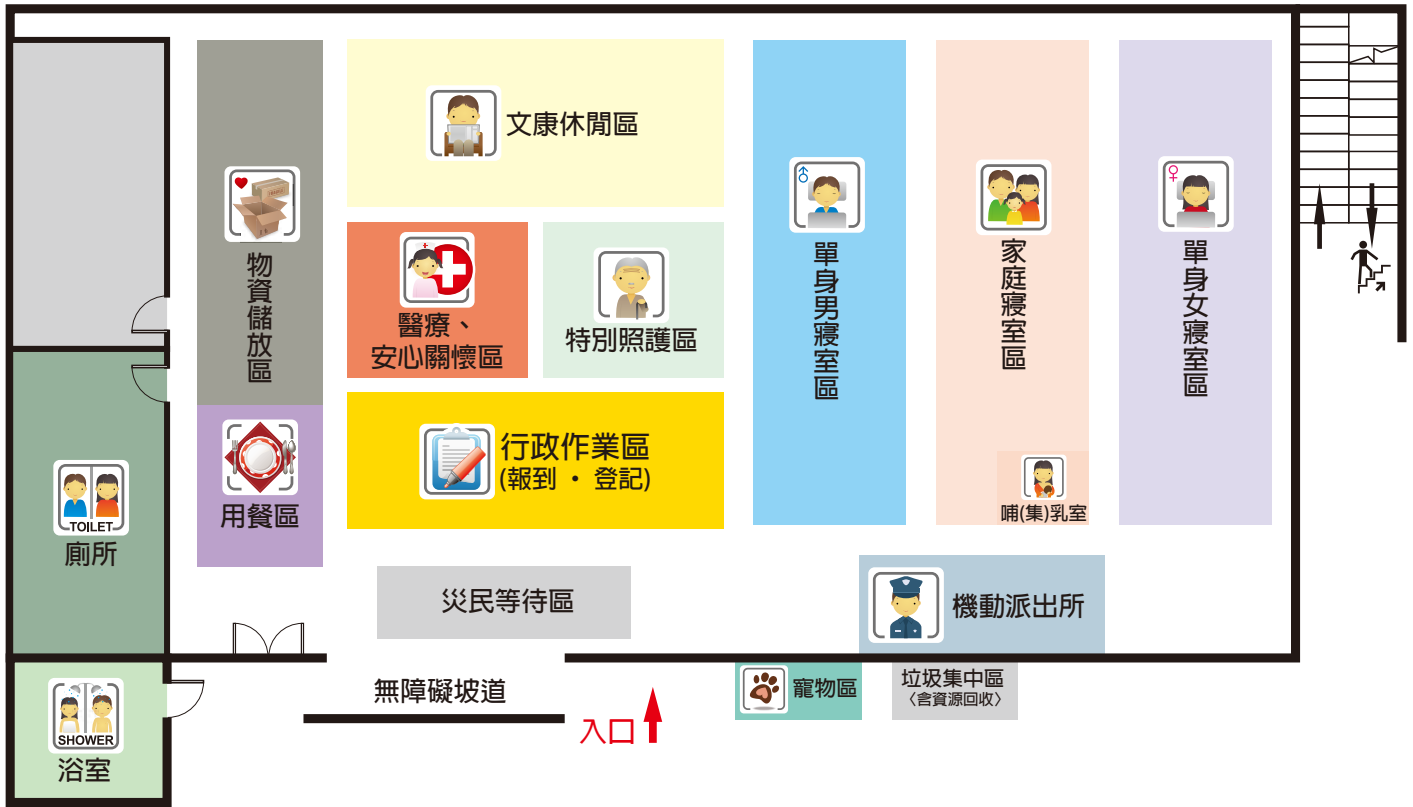 文康休閒區
物資儲放區
醫療、
安心關懷區
特別照護區
單身男寢室區
家庭寢室區
單身女寢室區
行政作業區
(報到 ‧ 登記)
哺(集)乳室
用餐區
TOILET
廁所
災民等待區
機動派出所
SHOWER
浴室
無障礙坡道
入口
寵物區
垃圾集中區
〈含資源回收〉